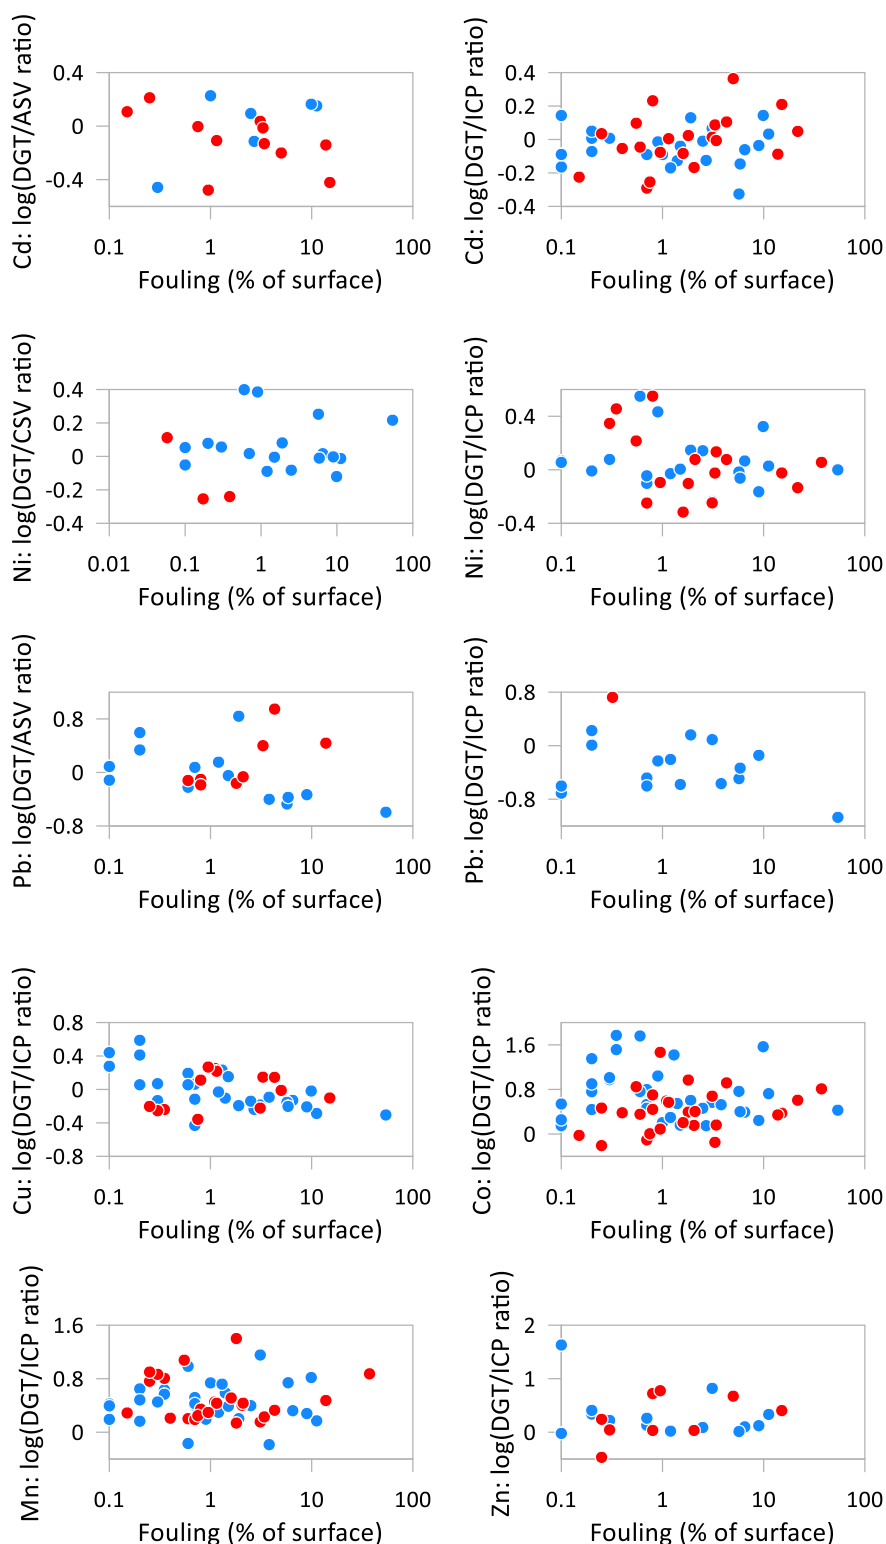 Cd: log(DGT/ASV ratio)
0.4
0
-0.4
0.1 1 10 100
Fouling (% of surface)
Cd: log(DGT/ICP ratio)
0.4
0.2
0
-0.2
-0.4
0.1 1 10 100
Fouling (% of surface)
Ni: log(DGT/CSV ratio)
0.4
0.2
0
-0.2
-0.4
0.01 0.1 1 10 100
Fouling (% of surface)
Ni: log(DGT/ICP ratio)
0.4
0
-0.4
0.1 1 10 100
Fouling (% of surface)
Pb: log(DGT/ASV ratio)
0.8
0
-0.8
0.1 1 10 100
Fouling (% of surface)
Pb: log(DGT/ICP ratio)
0.8
0
-0.8
0.1 1 10 100
Fouling (% of surface)
Cu: log(DGT/ICP ratio)
0.8
0.4
0
-0.4
-0.8
0.1 1 10 100
Fouling (% of surface)
Co: log(DGT/ICP ratio)
1.6
0.8
0
0.1 1 10 100
Fouling (% of surface)
Mn: log(DGT/ICP ratio)
1.6
0.8
0
0.1 1 10 100
Fouling (% of surface)
Zn: log(DGT/ICP ratio)
2
1
0
0.1 1 10 100
Fouling (% of surface)